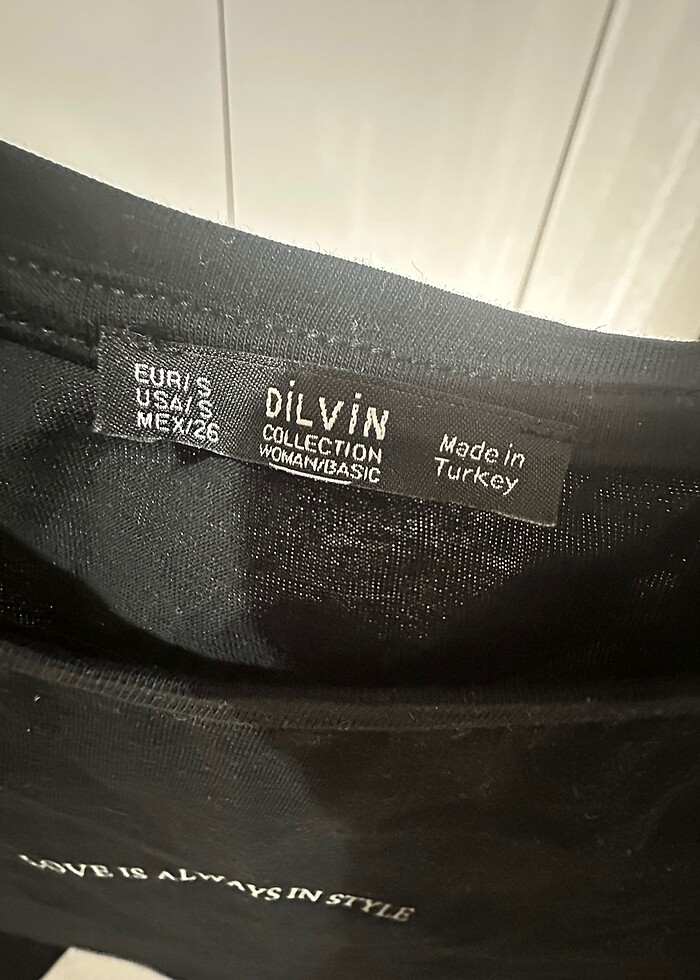 EUR/S
USA/S
MEX/26
DiLViN
COLLECTION
WOMAN/BASIC
Made in
Turkey
LOVE IS ALWAYS IN STYLE